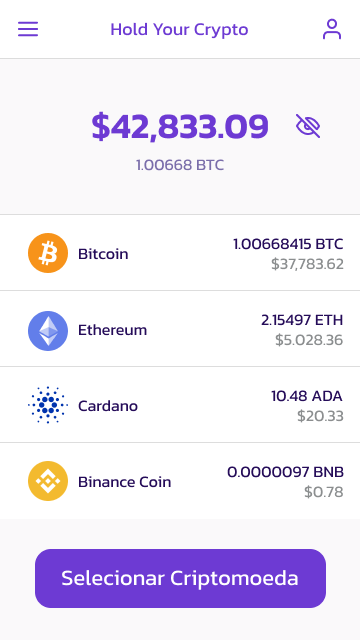 Hold Your Crypto
$42,833.09
1.00668 BTC
Bitcoin
1.00668415 BTC
$37,783.62
Ethereum
2.15497 ETH
$5.028.36
Cardano
10.48 ADA
$20.33
Binance Coin
0.0000097 BNB
$0.78
Selecionar Criptomoeda